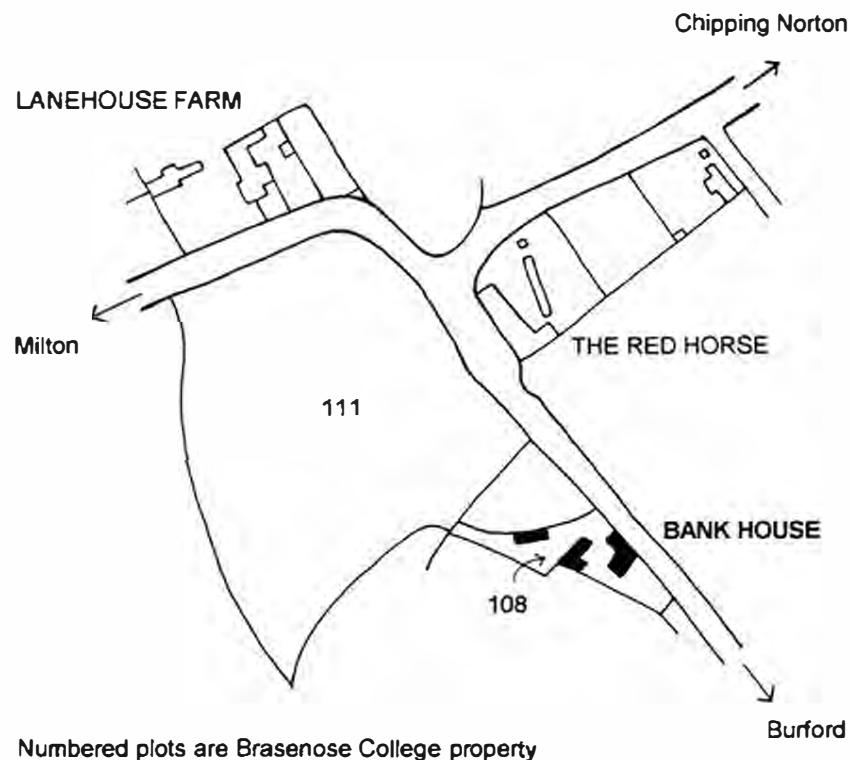 Chipping Norton
LANEHOUSE FARM
Milton
THE RED HORSE
111
BANK HOUSE
108
Burford
Numbered plots are Brasenose College property